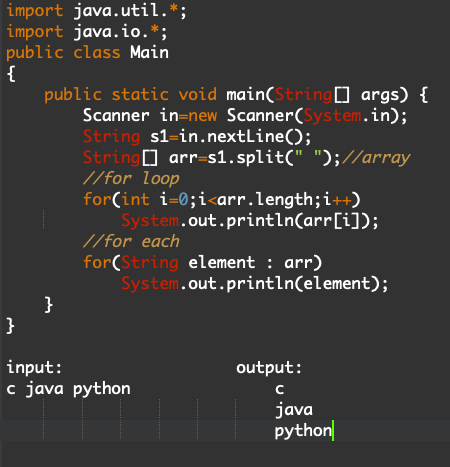 import java.util.*;
import java.io.*;
public class Main
{
    public static void main(String[] args) {
        Scanner in=new Scanner(System.in);
        String s1=in.nextLine();
        String[] arr=s1.split(" ");//array
        //for loop
        for(int i=0;i<arr.length;i++)
            System.out.println(arr[i]);
        //for each
        for(String element : arr)
            System.out.println(element);
    }
}

input:                  output:
c java python               c
                            java
                            python